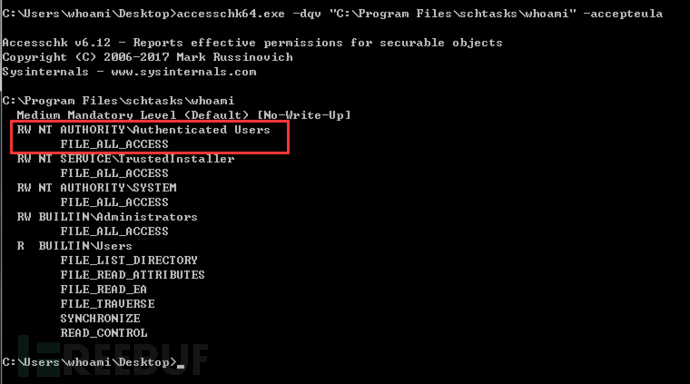 C:\Users\whoami\Desktop>accesschk64.exe -dqv "C:\Program Files\schtasks\whoami" -accepteula
Accesschk v6.12 - Reports effective permissions for securable objects
Copyright (C) 2006-2017 Mark Russinovich
Sysinternals - www.sysinternals.com
C:\Program Files\schtasks\whoami
Medium Mandatory Level (Default) [No-Write-Up]
RW NT AUTHORITY\Authenticated Users
FILE_ALL_ACCESS
RW NT SERVICE\TrustedInstaller
FILE_ALL_ACCESS
RW NT AUTHORITY\SYSTEM
FILE_ALL_ACCESS
RW BUILTIN\Administrators
FILE_ALL_ACCESS
R  BUILTIN\Users
FILE_LIST_DIRECTORY
FILE_READ_ATTRIBUTES
FILE_READ_EA
FILE_TRAVERSE
SYNCHRONIZE
READ_CONTROL
C:\Users\whoami\Desktop>_
REEBUF